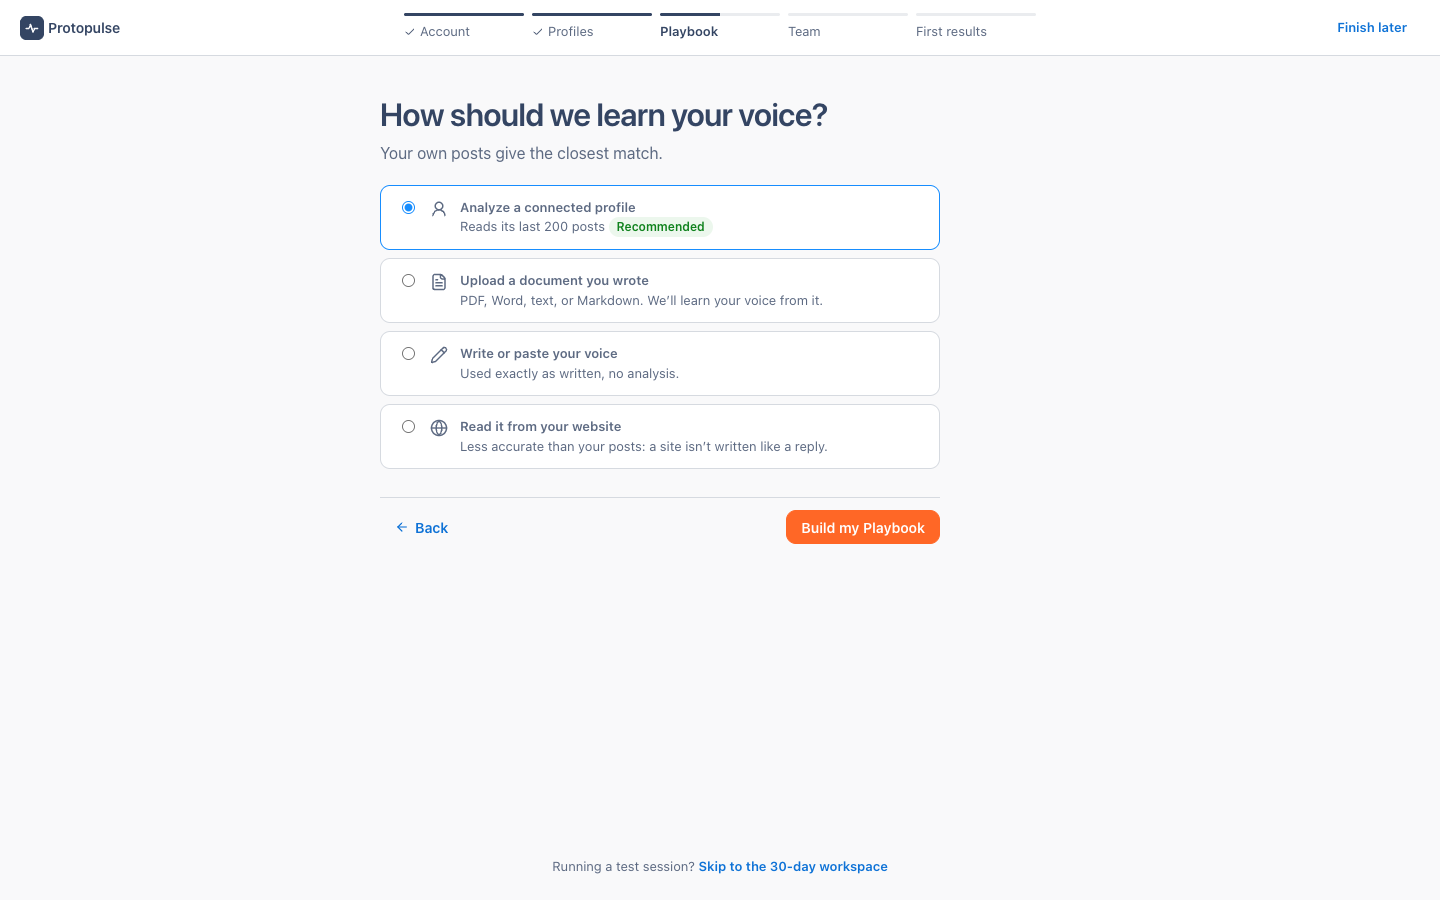 Protopulse
Account
Profiles
Playbook
Team
First results
Finish later
How should we learn your voice?
Your own posts give the closest match.
Analyze a connected profile
Reads its last 200 posts Recommended
Upload a document you wrote
PDF, Word, text, or Markdown. We’ll learn your voice from it.
Write or paste your voice
Used exactly as written, no analysis.
Read it from your website
Less accurate than your posts: a site isn’t written like a reply.
Back
Build my Playbook
Running a test session? Skip to the 30-day workspace